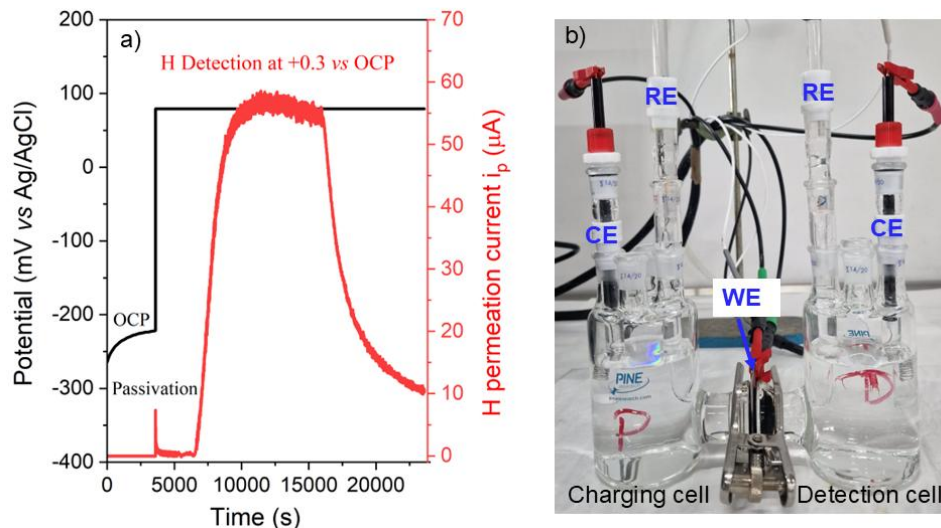 a)
H Detection at +0.3 vs OCP
OCP
Passivation
Potential (mV vs Ag/AgCl)
200
100
0
-100
-200
-300
-400
0
5000
10000
15000
20000
Time (s)
H permeation current iₚ (µA)
70
60
50
40
30
20
10
0
b)
RE
RE
CE
CE
WE
PINE
P
D
Charging cell
Detection cell